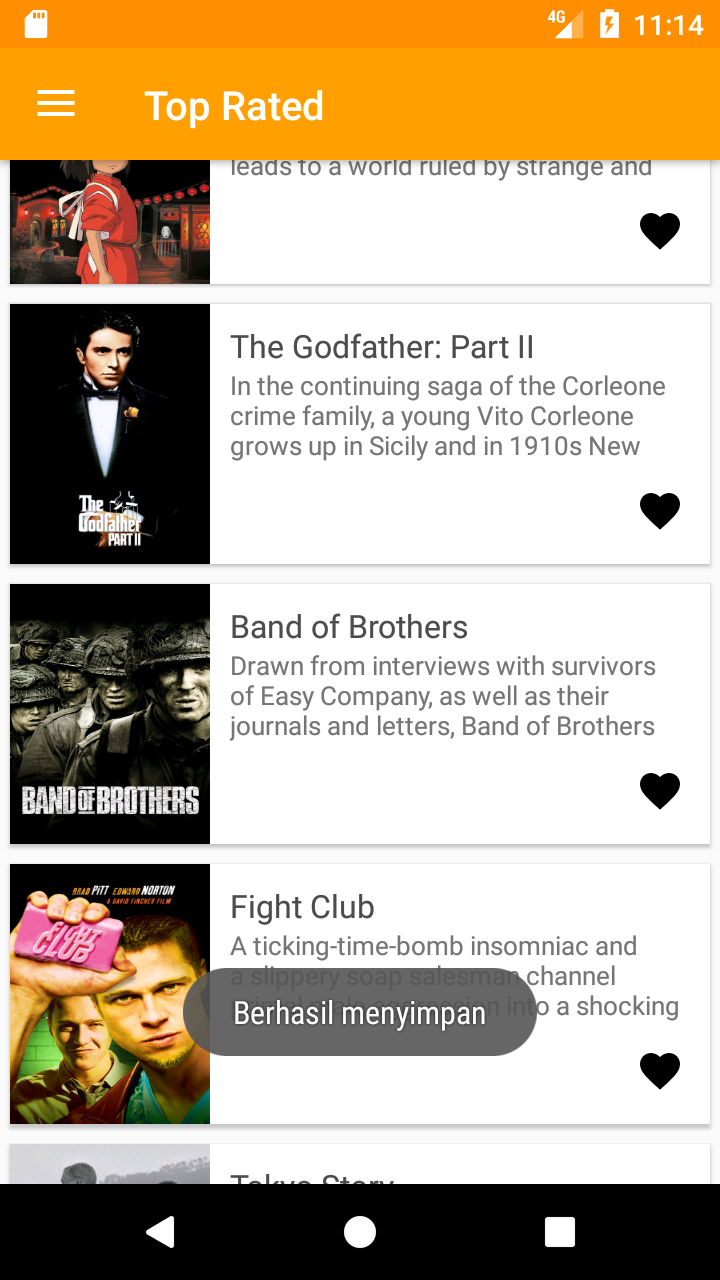 4G 11:14
Top Rated
leads to a world ruled by strange and
The Godfather: Part II
In the continuing saga of the Corleone
crime family, a young Vito Corleone
grows up in Sicily and in 1910s New
The
Godfather
PART II
Band of Brothers
Drawn from interviews with survivors
of Easy Company, as well as their
journals and letters, Band of Brothers
BAND OF BROTHERS
BRAD PITT EDWARD NORTON
A DAVID FINCHER FILM
FIGHT
CLUB
Fight Club
A ticking-time-bomb insomniac and
a slippery soap salesman channel
primal male aggression into a shocking
Berhasil menyimpan
Tokyo Story